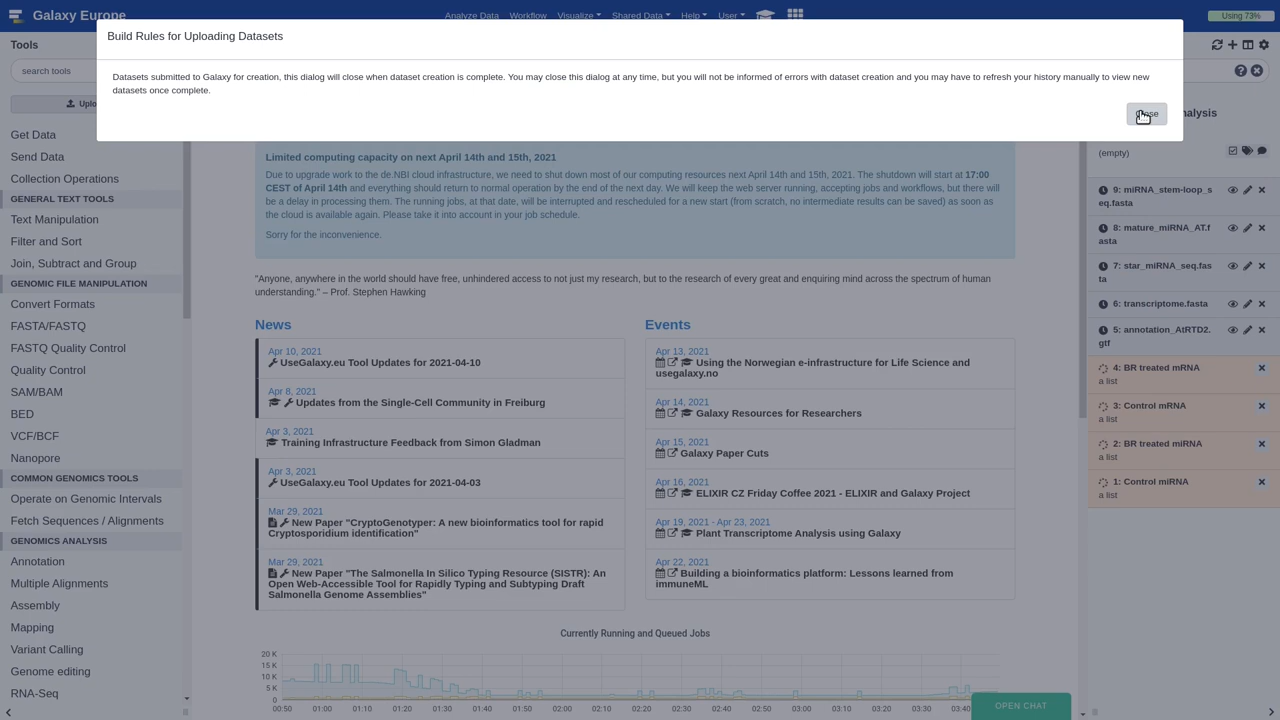 Galaxy Europe
Analyze Data Workflow Visualize Shared Data Help User
Using 73%
Build Rules for Uploading Datasets
Datasets submitted to Galaxy for creation, this dialog will close when dataset creation is complete. You may close this dialog at any time, but you will not be informed of errors with dataset creation and you may have to refresh your history manually to view new
datasets once complete.
Tools
search tools
Get Data
Send Data
Collection Operations
GENERAL TEXT TOOLS
Text Manipulation
Filter and Sort
Join, Subtract and Group
GENOMIC FILE MANIPULATION
Convert Formats
FASTA/FASTQ
FASTQ Quality Control
Quality Control
SAM/BAM
BED
VCF/BCF
Nanopore
COMMON GENOMICS TOOLS
Operate on Genomic Intervals
Fetch Sequences / Alignments
GENOMICS ANALYSIS
Annotation
Multiple Alignments
Assembly
Mapping
Variant Calling
Genome editing
RNA-Seq
Limited computing capacity on next April 14th and 15th, 2021
Due to upgrade work to the de.NBI cloud infrastructure, we need to shut down most of our computing resources next April 14th and 15th, 2021. The shutdown will start at 17:00
CEST of April 14th and everything should return to normal operation by the end of the next day. We will keep the web server running, accepting jobs and workflows, but there will
be a delay in processing them. The running jobs, at that date, will be interrupted and rescheduled for a new start (from scratch, no intermediate results can be saved) as soon as
the cloud is available again. Please take it into account in your job schedule.
Sorry for the inconvenience.
"Anyone, anywhere in the world should have free, unhindered access to not just my research, but to the research of every great and enquiring mind across the spectrum of human
understanding." – Prof. Stephen Hawking
News
Apr 10, 2021
UseGalaxy.eu Tool Updates for 2021-04-10
Apr 8, 2021
Updates from the Single-Cell Community in Freiburg
Apr 3, 2021
Training Infrastructure Feedback from Simon Gladman
Apr 3, 2021
UseGalaxy.eu Tool Updates for 2021-04-03
Mar 29, 2021
New Paper "CryptoGenotyper: A new bioinformatics tool for rapid
Cryptosporidium identification"
Mar 29, 2021
New Paper "The Salmonella In Silico Typing Resource (SISTR): An
Open Web-Accessible Tool for Rapidly Typing and Subtyping Draft
Salmonella Genome Assemblies"
Events
Apr 13, 2021
Using the Norwegian e-infrastructure for Life Science and
usegalaxy.no
Apr 14, 2021
Galaxy Resources for Researchers
Apr 15, 2021
Galaxy Paper Cuts
Apr 16, 2021
ELIXIR CZ Friday Coffee 2021 - ELIXIR and Galaxy Project
Apr 19, 2021 - Apr 23, 2021
Plant Transcriptome Analysis using Galaxy
Apr 22, 2021
Building a bioinformatics platform: Lessons learned from
immuneML
Currently Running and Queued Jobs
20 K
15 K
10 K
5 K
0
00:50 01:00 01:10 01:20 01:30 01:40 01:50 02:00 02:10 02:20 02:30 02:40 02:50 03:00 03:10 03:20 03:30 03:40
OPEN CHAT
(empty)
9: miRNA_stem-loop_s
eq.fasta
8: mature_miRNA_AT.f
asta
7: star_miRNA_seq.fas
ta
6: transcriptome.fasta
5: annotation_AtRTD2.
gtf
4: BR treated mRNA
a list
3: Control mRNA
a list
2: BR treated miRNA
a list
1: Control miRNA
a list